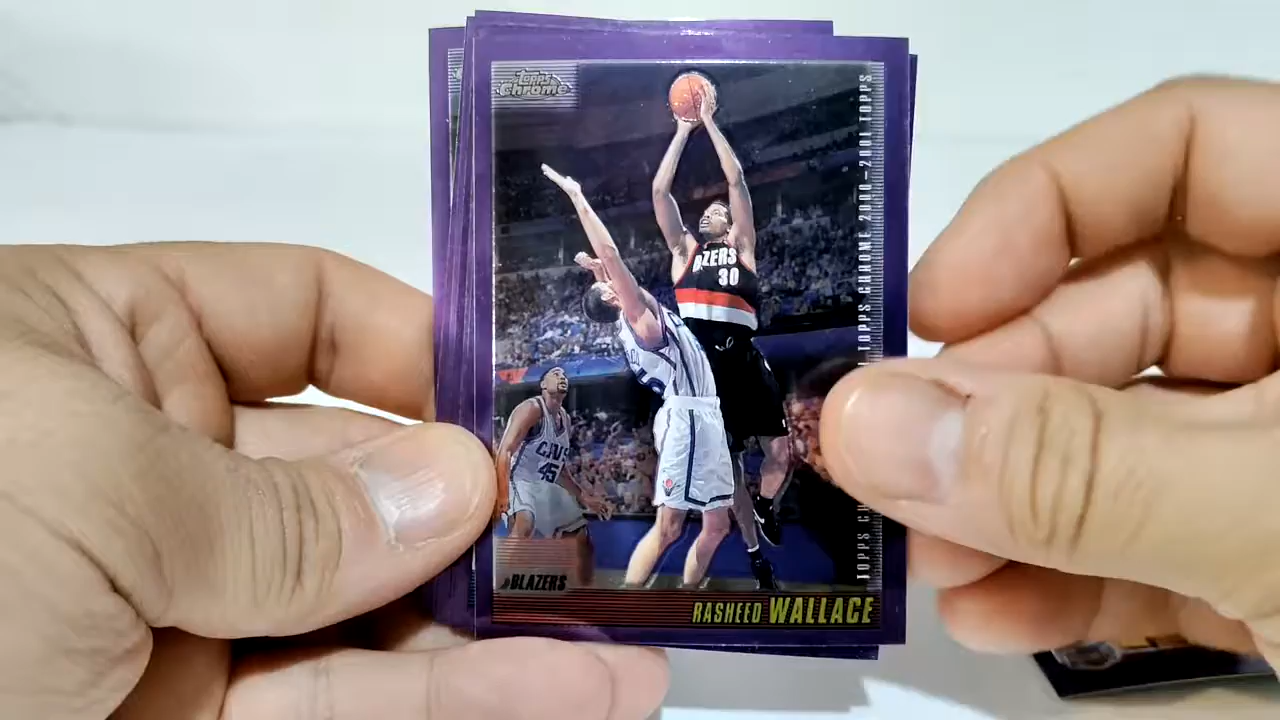 Topps
Chrome
TOPPS CHROME 2000-2001 TOPPS
BLAZERS
30
CAVS
45
BLAZERS
RASHEED WALLACE